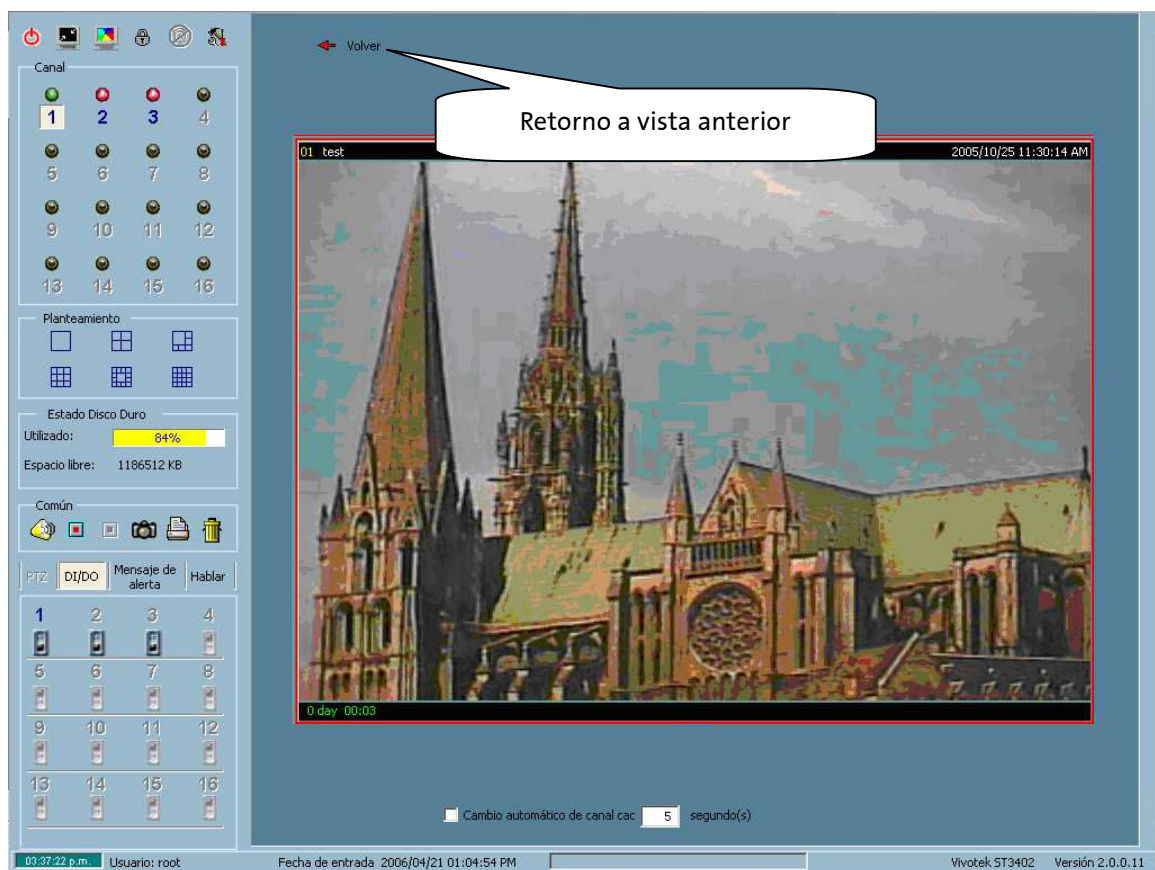 Volver
Retorno a vista anterior
Canal
1 2 3 4
5 6 7 8
9 10 11 12
13 14 15 16
01 test 2005/10/25 11:30:14 AM
0 day 00:03
Planteamiento
Estado Disco Duro
Utilizado: 84%
Espacio libre: 1186512 KB
Común
PTZ DI/DO Mensaje de alerta Hablar
1 2 3 4
5 6 7 8
9 10 11 12
13 14 15 16
Cambio automático de canal cac 5 segundo(s)
03:37:22 p.m. Usuario: root Fecha de entrada 2006/04/21 01:04:54 PM Vivotek ST3402 Versión 2.0.0.11